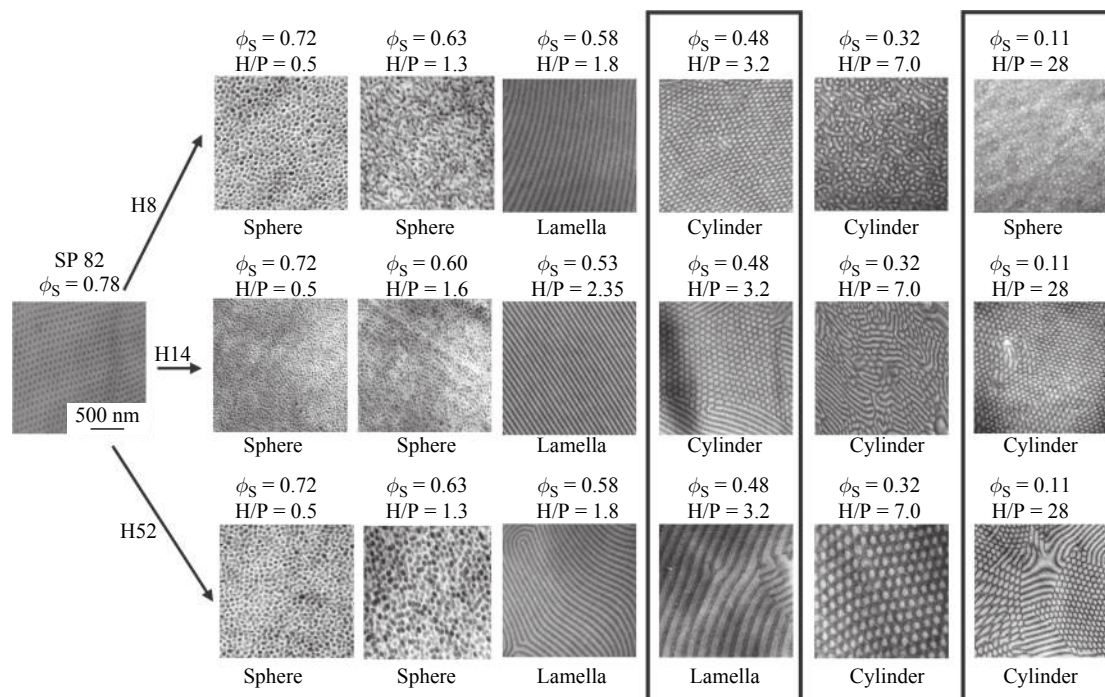 ϕS = 0.72 ϕS = 0.63 ϕS = 0.58 ϕS = 0.48 ϕS = 0.32 ϕS = 0.11
H/P = 0.5 H/P = 1.3 H/P = 1.8 H/P = 3.2 H/P = 7.0 H/P = 28
H8
Sphere Sphere Lamella Cylinder Cylinder Sphere
SP 82
ϕS = 0.78
ϕS = 0.72 ϕS = 0.60 ϕS = 0.53 ϕS = 0.48 ϕS = 0.32 ϕS = 0.11
H/P = 0.5 H/P = 1.6 H/P = 2.35 H/P = 3.2 H/P = 7.0 H/P = 28
H14
500 nm
Sphere Sphere Lamella Cylinder Cylinder Cylinder
ϕS = 0.72 ϕS = 0.63 ϕS = 0.58 ϕS = 0.48 ϕS = 0.32 ϕS = 0.11
H/P = 0.5 H/P = 1.3 H/P = 1.8 H/P = 3.2 H/P = 7.0 H/P = 28
H52
Sphere Sphere Lamella Lamella Cylinder Cylinder